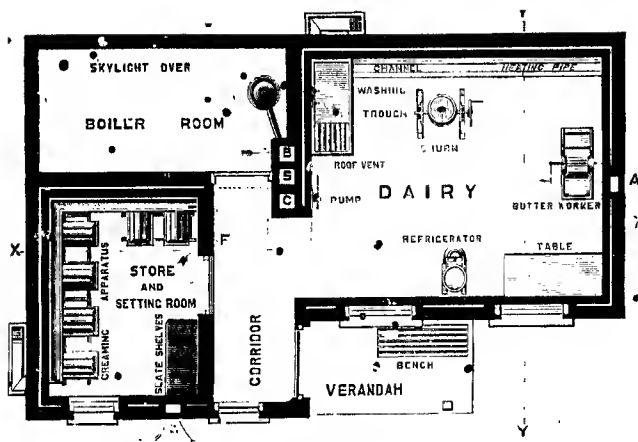 SKYLIGHT OVER
BOILER ROOM
CHANNEL
HEATING PIPE
WASHING
TROUGH
CHURN
B
S
C
ROOF VENT
PUMP
DAIRY
BUTTER WORKER
A
REFRIGERATOR
TABLE
X
F
STORE
AND
SETTING ROOM
CREAMING APPARATUS
SLATE SHELVES
CORRIDOR
BENCH
VERANDAH
Y
Y